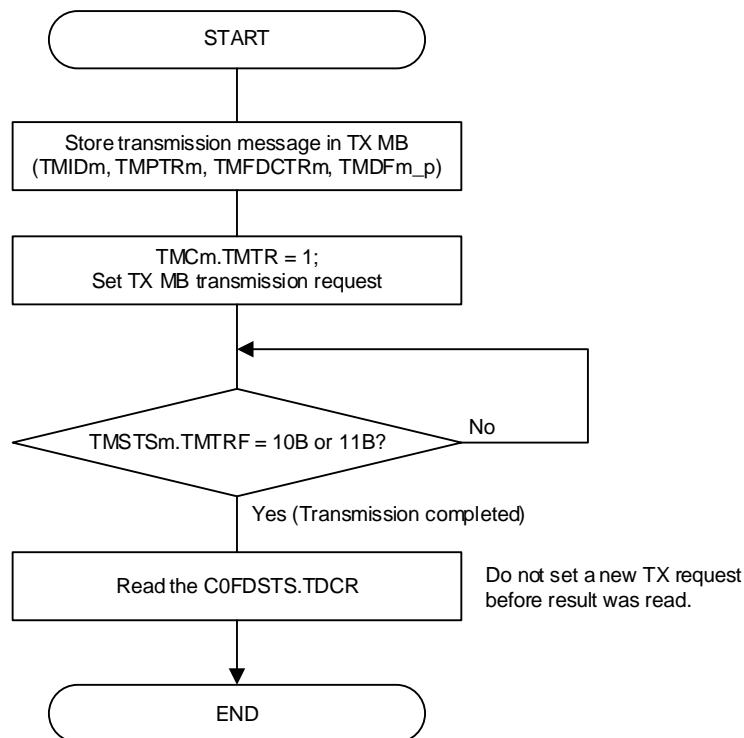 START
Store transmission message in TX MB
(TMIDm, TMPTRm, TMFDCTRm, TMDFm_p)
TMCm.TMTR = 1;
Set TX MB transmission request
TMSTSm.TMTRF = 10B or 11B?
No
Yes (Transmission completed)
Read the C0FDSTS.TDCR
Do not set a new TX request
before result was read.
END